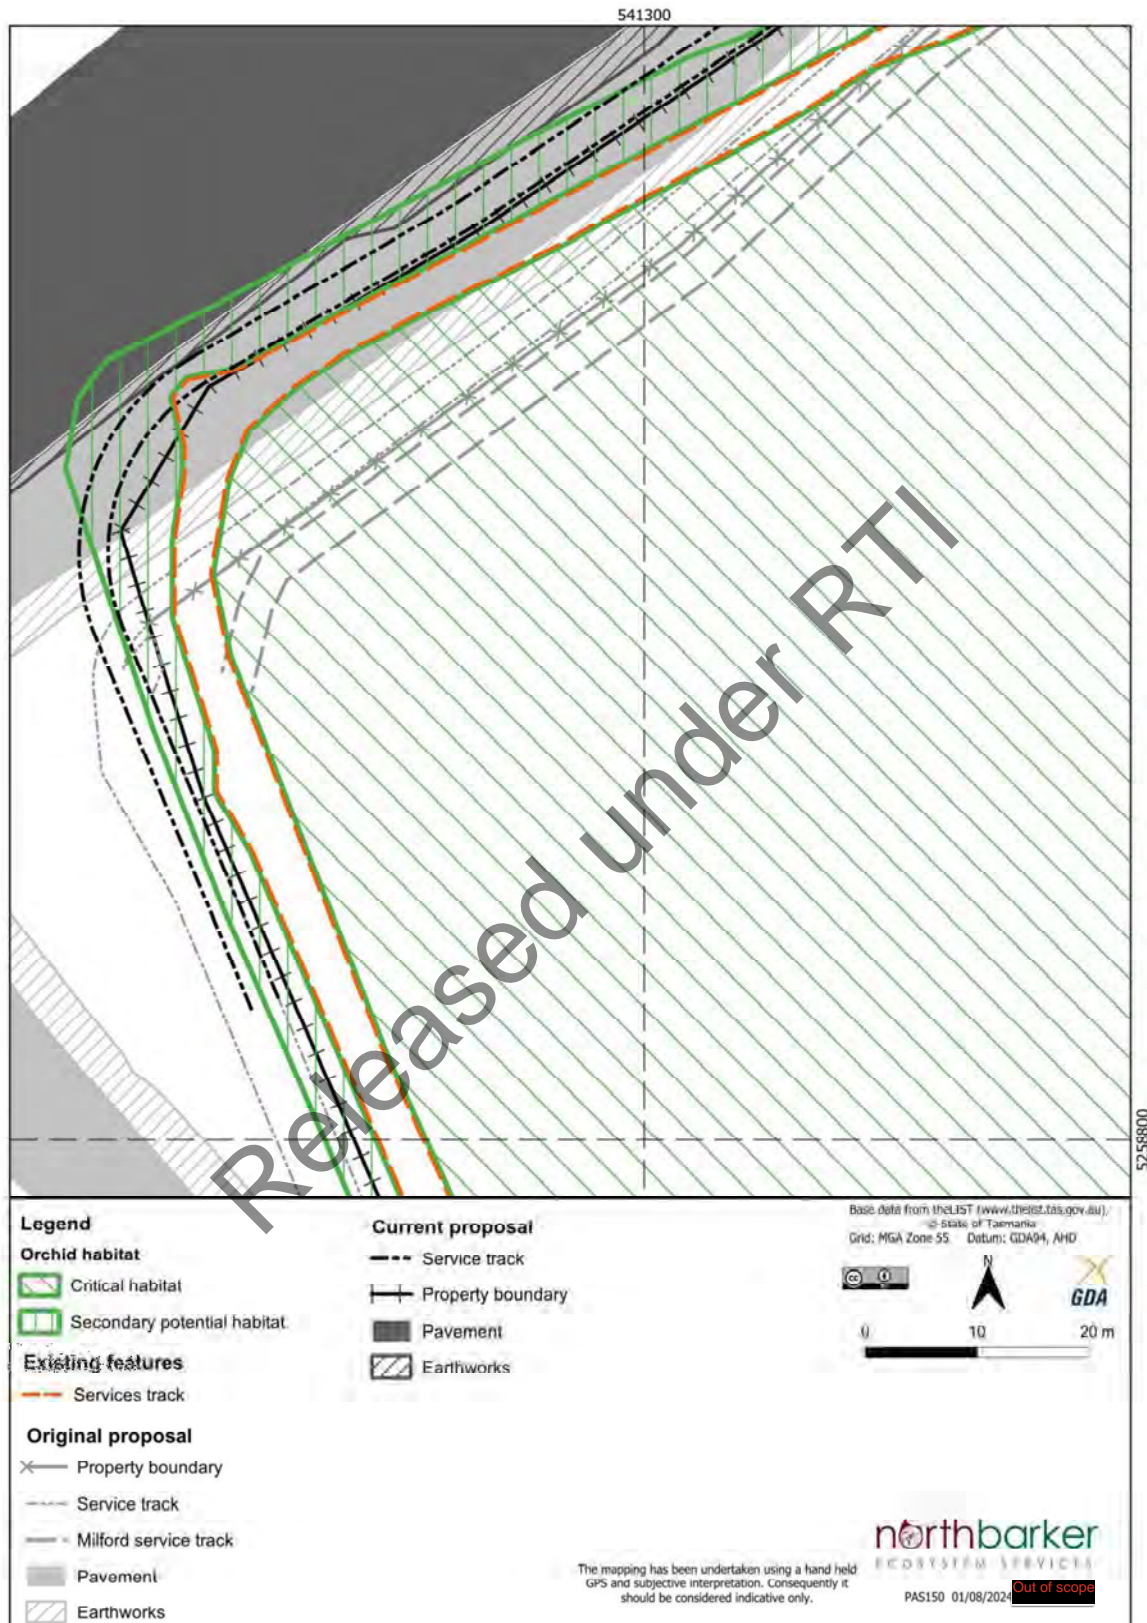 541300
525800
Released under RTI
Legend
Orchid habitat
Critical habitat
Secondary potential habitat
Existing features
Services track
Original proposal
Property boundary
Service track
Milford service track
Pavement
Earthworks
Current proposal
Service track
Property boundary
Pavement
Earthworks
Base data from theLIST (www.thelist.tas.gov.au),
© State of Tasmania
Grid: MGA Zone 55 Datum: GDA94, AHD
cc
N
GDA
0 10 20 m
The mapping has been undertaken using a hand held
GPS and subjective interpretation. Consequently it
should be considered indicative only.
northbarker
ECOSYSTEM SERVICES
PAS150 01/08/2024
Out of scope